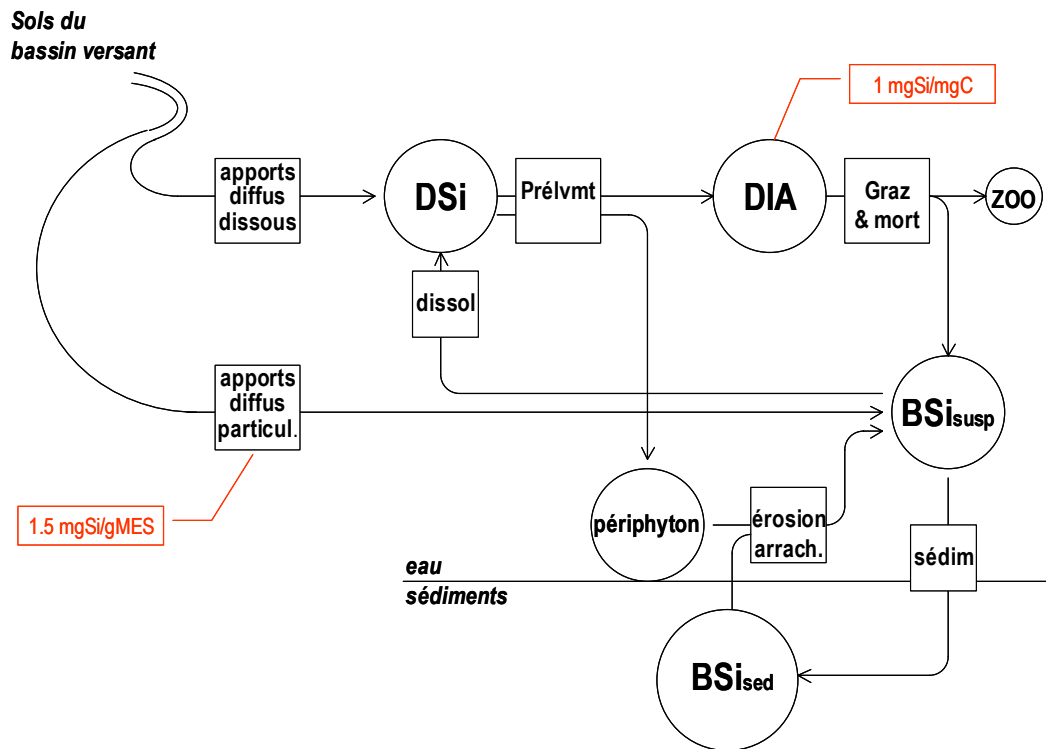 Sols du
bassin versant
1 mgSi/mgC
apports
diffus
dissous
DSi
Prélvmt
DIA
Graz
& mort
ZOO
dissol
apports
diffus
particul.
BSisusp
1.5 mgSi/gMES
périphyton
érosion
arrach.
sédim
eau
sédiments
BSised